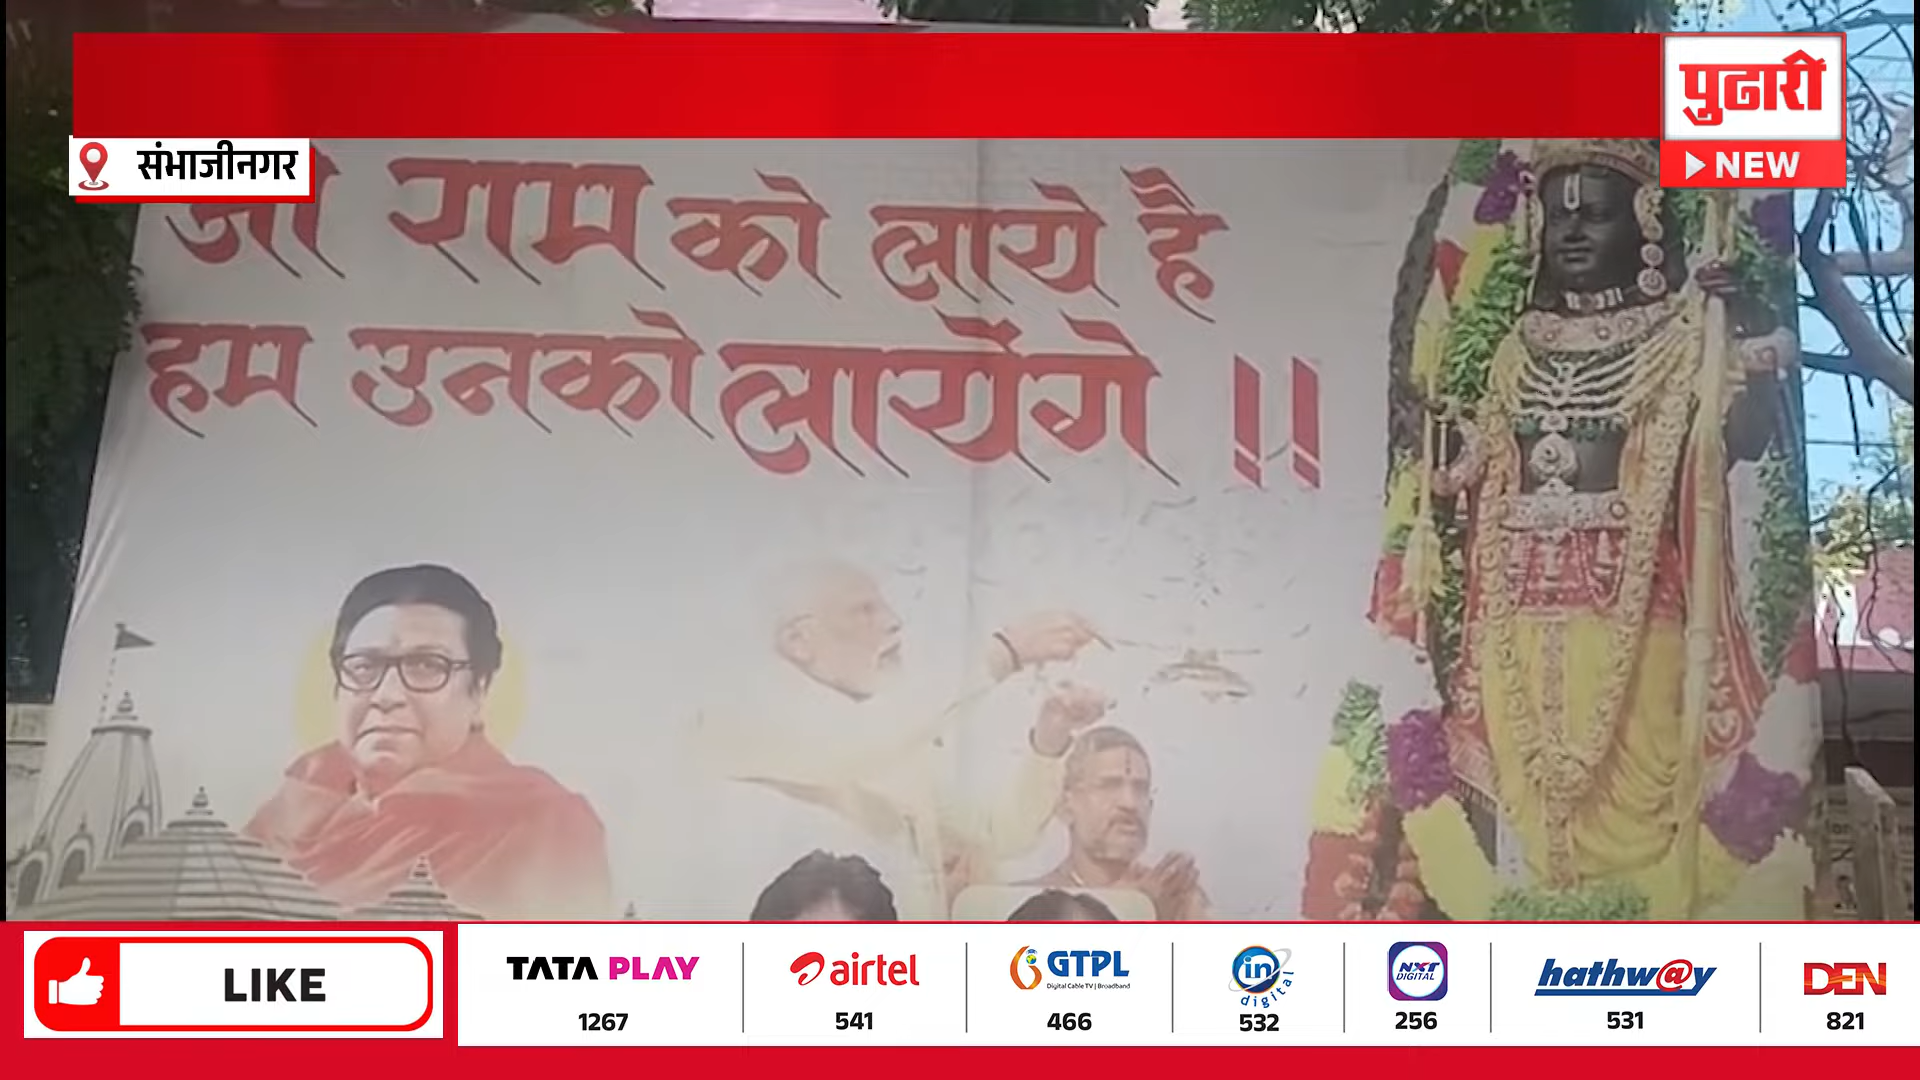 पुढारी
NEW
संभाजीनगर
जो राम को लाये है
हम उनको लायेंगे !!
LIKE
TATA PLAY
1267
airtel
541
GTPL
Digital Cable TV | Broadband
466
in digital
532
NXT DIGITAL
256
hathw@y
531
DEN
821